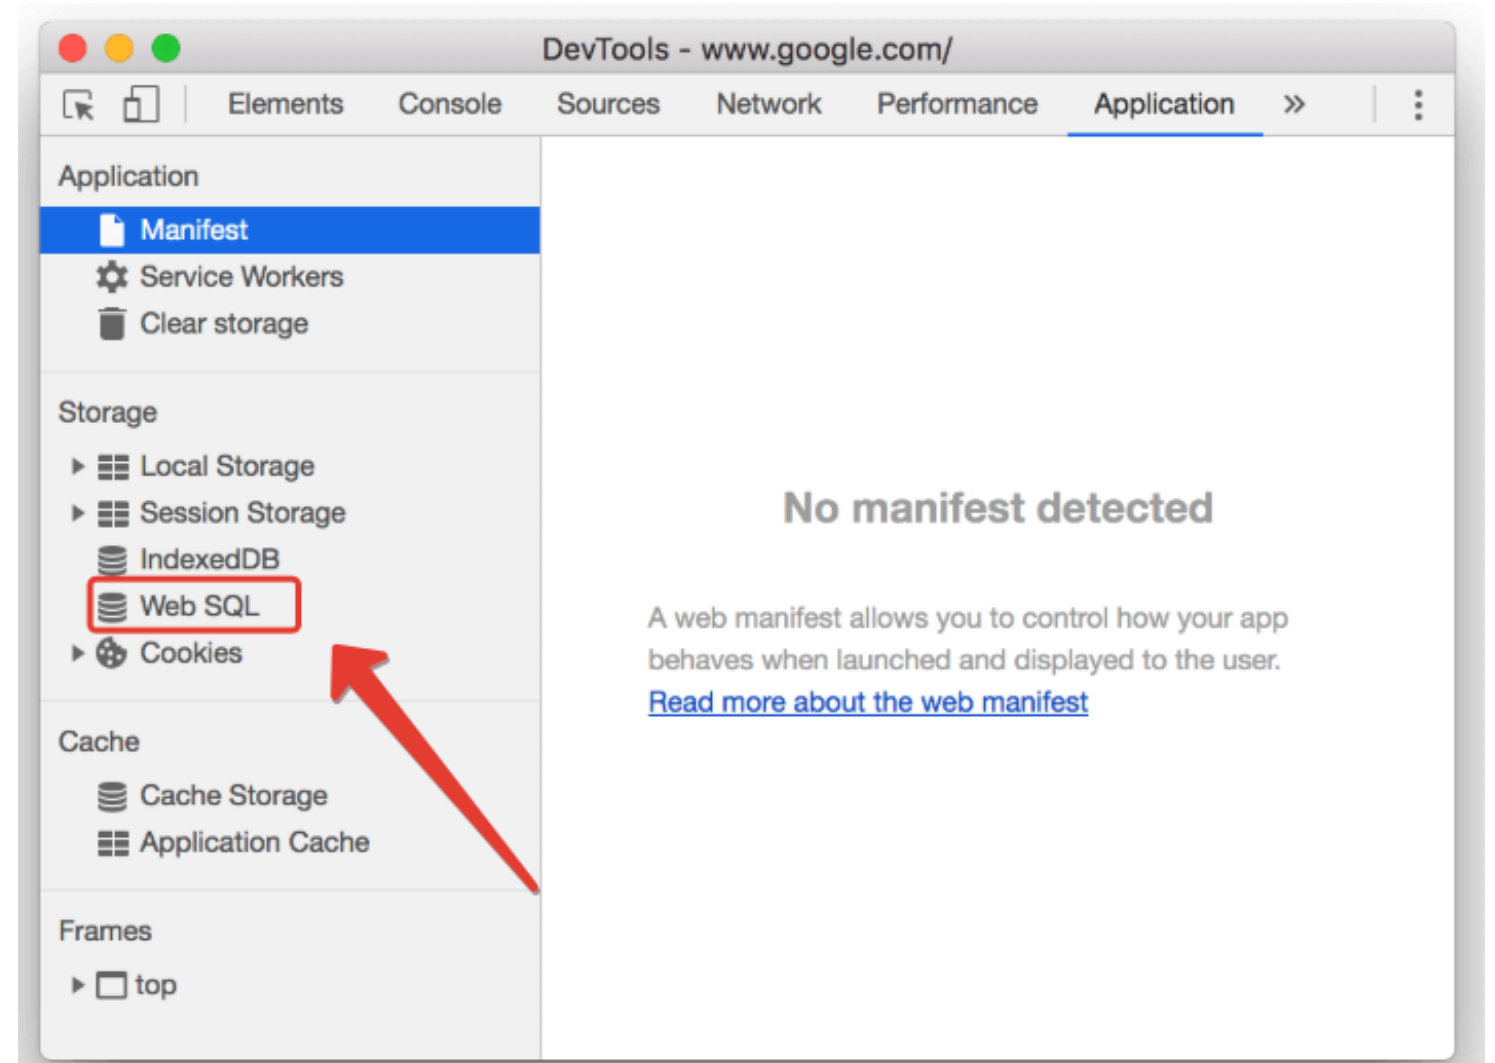 DevTools - www.google.com/
Elements Console Sources Network Performance Application »
Application
Manifest
Service Workers
Clear storage
Storage
Local Storage
Session Storage
IndexedDB
Web SQL
Cookies
Cache
Cache Storage
Application Cache
Frames
top
No manifest detected
A web manifest allows you to control how your app
behaves when launched and displayed to the user.
Read more about the web manifest